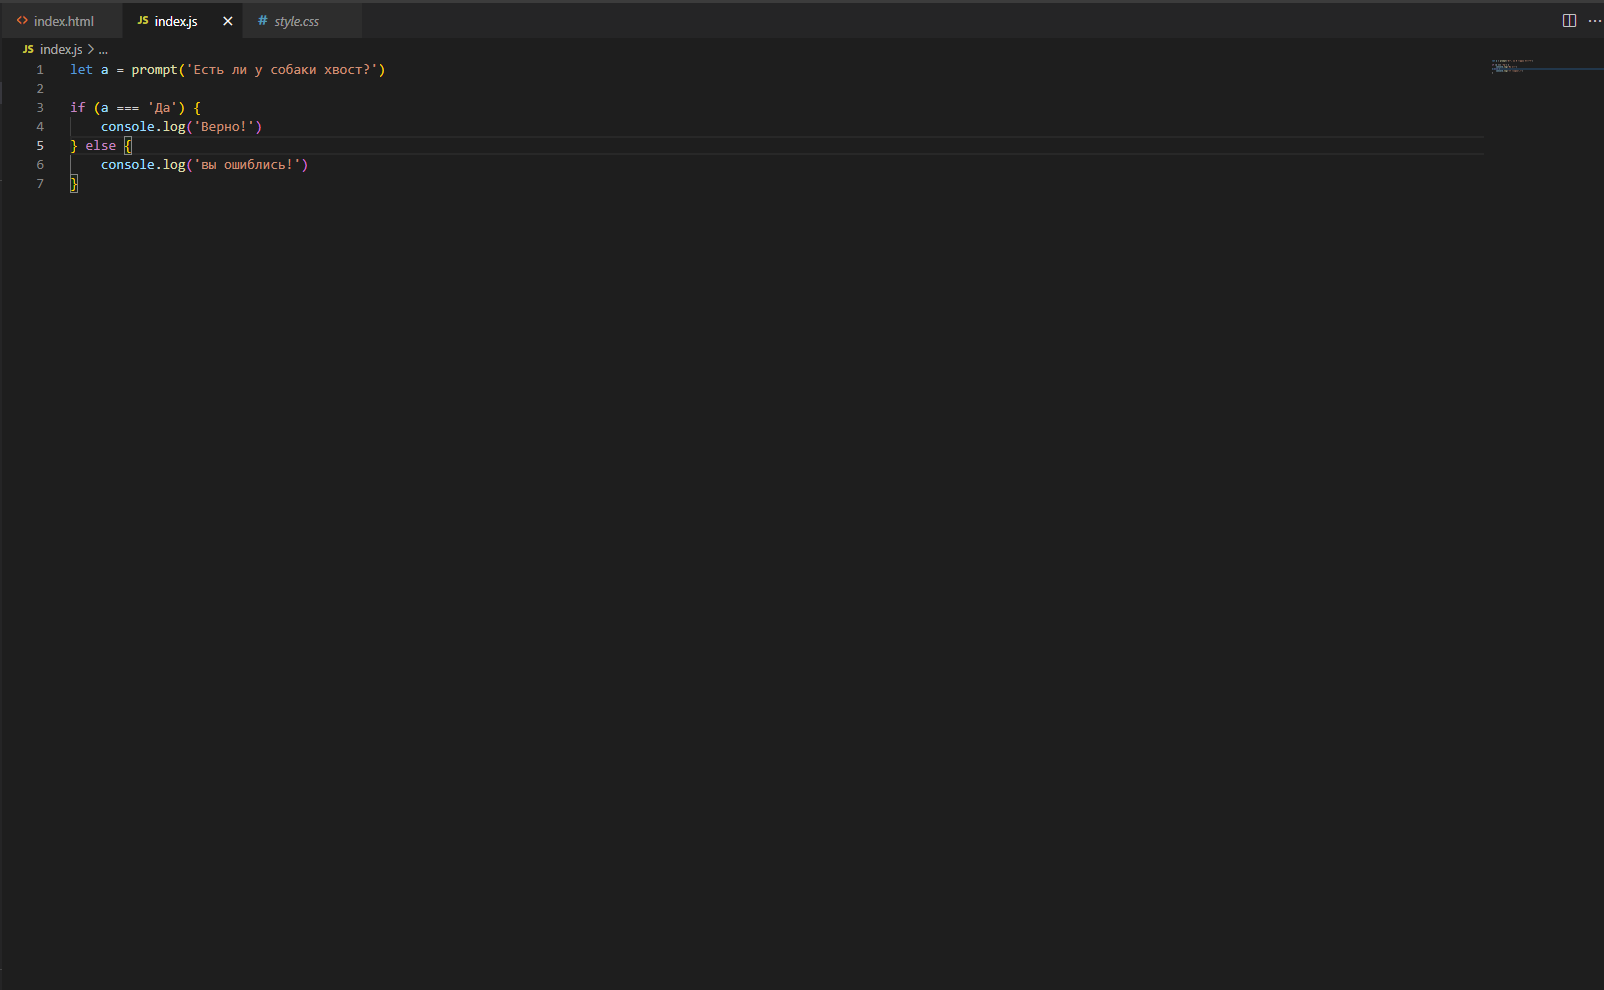 index.html JS index.js # style.css
JS index.js > ...
1 let a = prompt('Есть ли у собаки хвост?')
2
3 if (a === 'Да') {
4     console.log('Верно!')
5 } else {
6     console.log('вы ошиблись!')
7 }